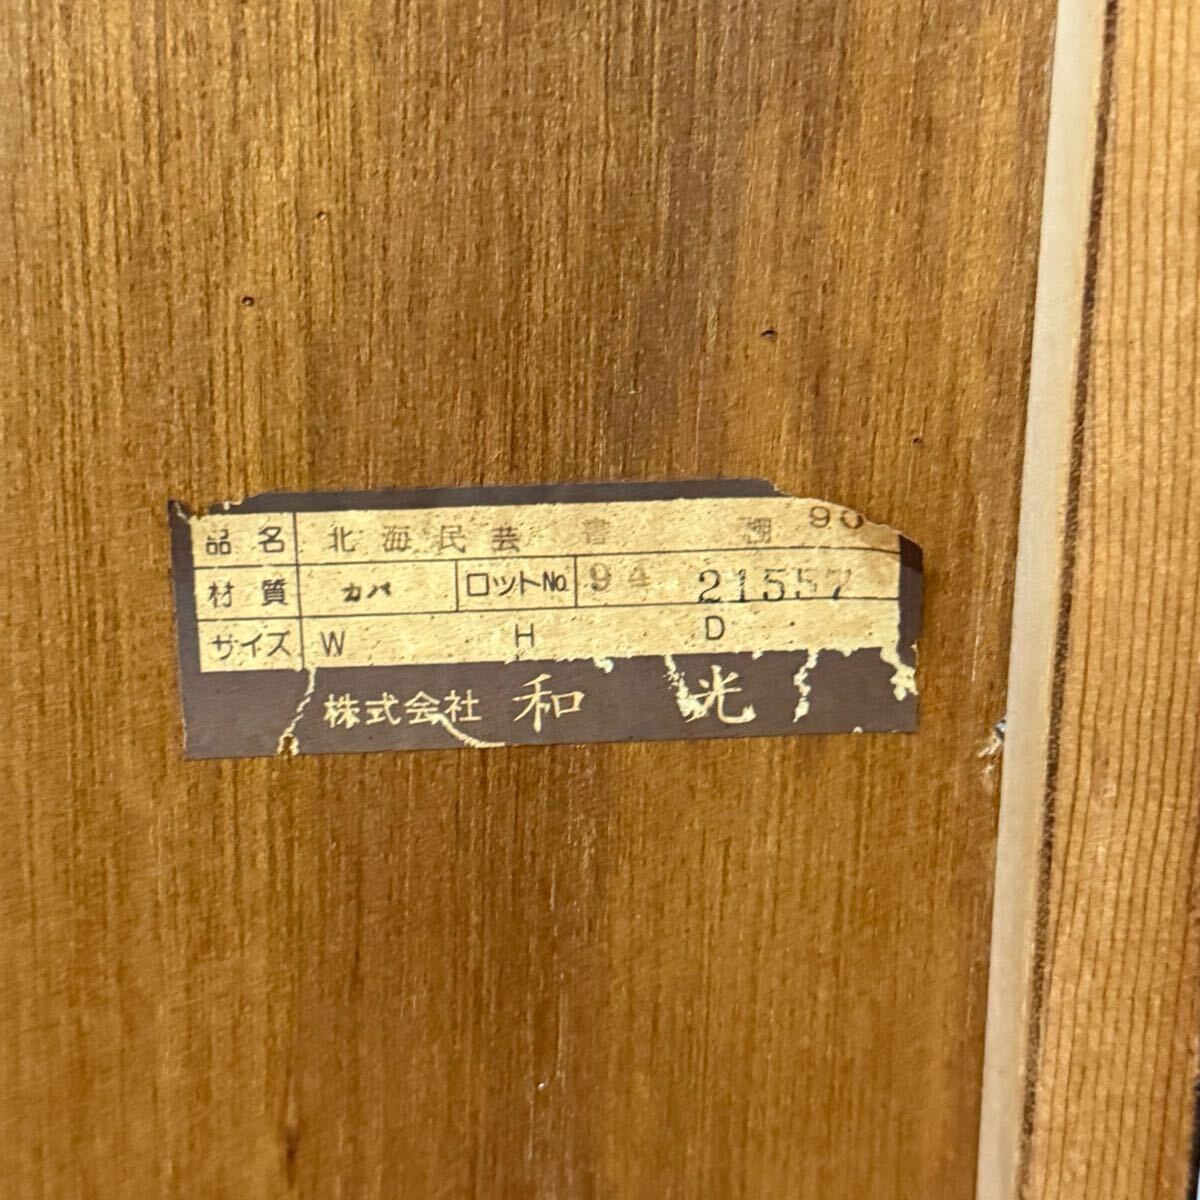 品名 北海民芸 書 棚 90
材質 カバ ロットNo. 94 21557
サイズ W H D
株式会社 和光